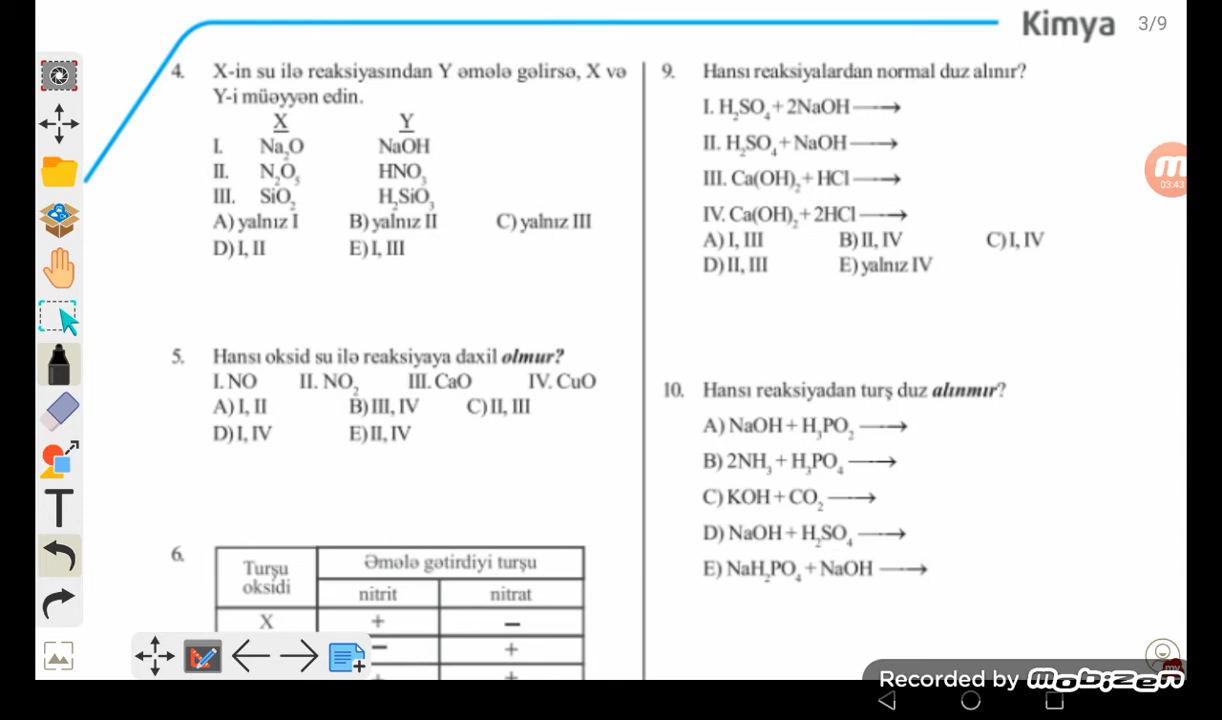 Kimya 3/9
4. X-in su ilə reaksiyasından Y əmələ gəlirsə, X və
Y-i müəyyən edin.
X Y
I. Na₂O NaOH
II. N₂O₅ HNO₃
III. SiO₂ H₂SiO₃
A) yalnız I B) yalnız II C) yalnız III
D) I, II E) I, III
5. Hansı oksid su ilə reaksiyaya daxil olmur?
I. NO II. NO₂ III. CaO IV. CuO
A) I, II B) III, IV C) II, III
D) I, IV E) II, IV
6.
Turşu oksidi Əmələ gətirdiyi turşu
nitrit nitrat
X + −
− +
+ +
9. Hansı reaksiyalardan normal duz alınır?
I. H₂SO₄ + 2NaOH ⟶
II. H₂SO₄ + NaOH ⟶
III. Ca(OH)₂ + HCl ⟶
IV. Ca(OH)₂ + 2HCl ⟶
A) I, III B) II, IV C) I, IV
D) II, III E) yalnız IV
10. Hansı reaksiyadan turş duz alınmır?
A) NaOH + H₃PO₂ ⟶
B) 2NH₃ + H₃PO₄ ⟶
C) KOH + CO₂ ⟶
D) NaOH + H₂SO₄ ⟶
E) NaH₂PO₄ + NaOH ⟶
T
03:43
Recorded by mobizen